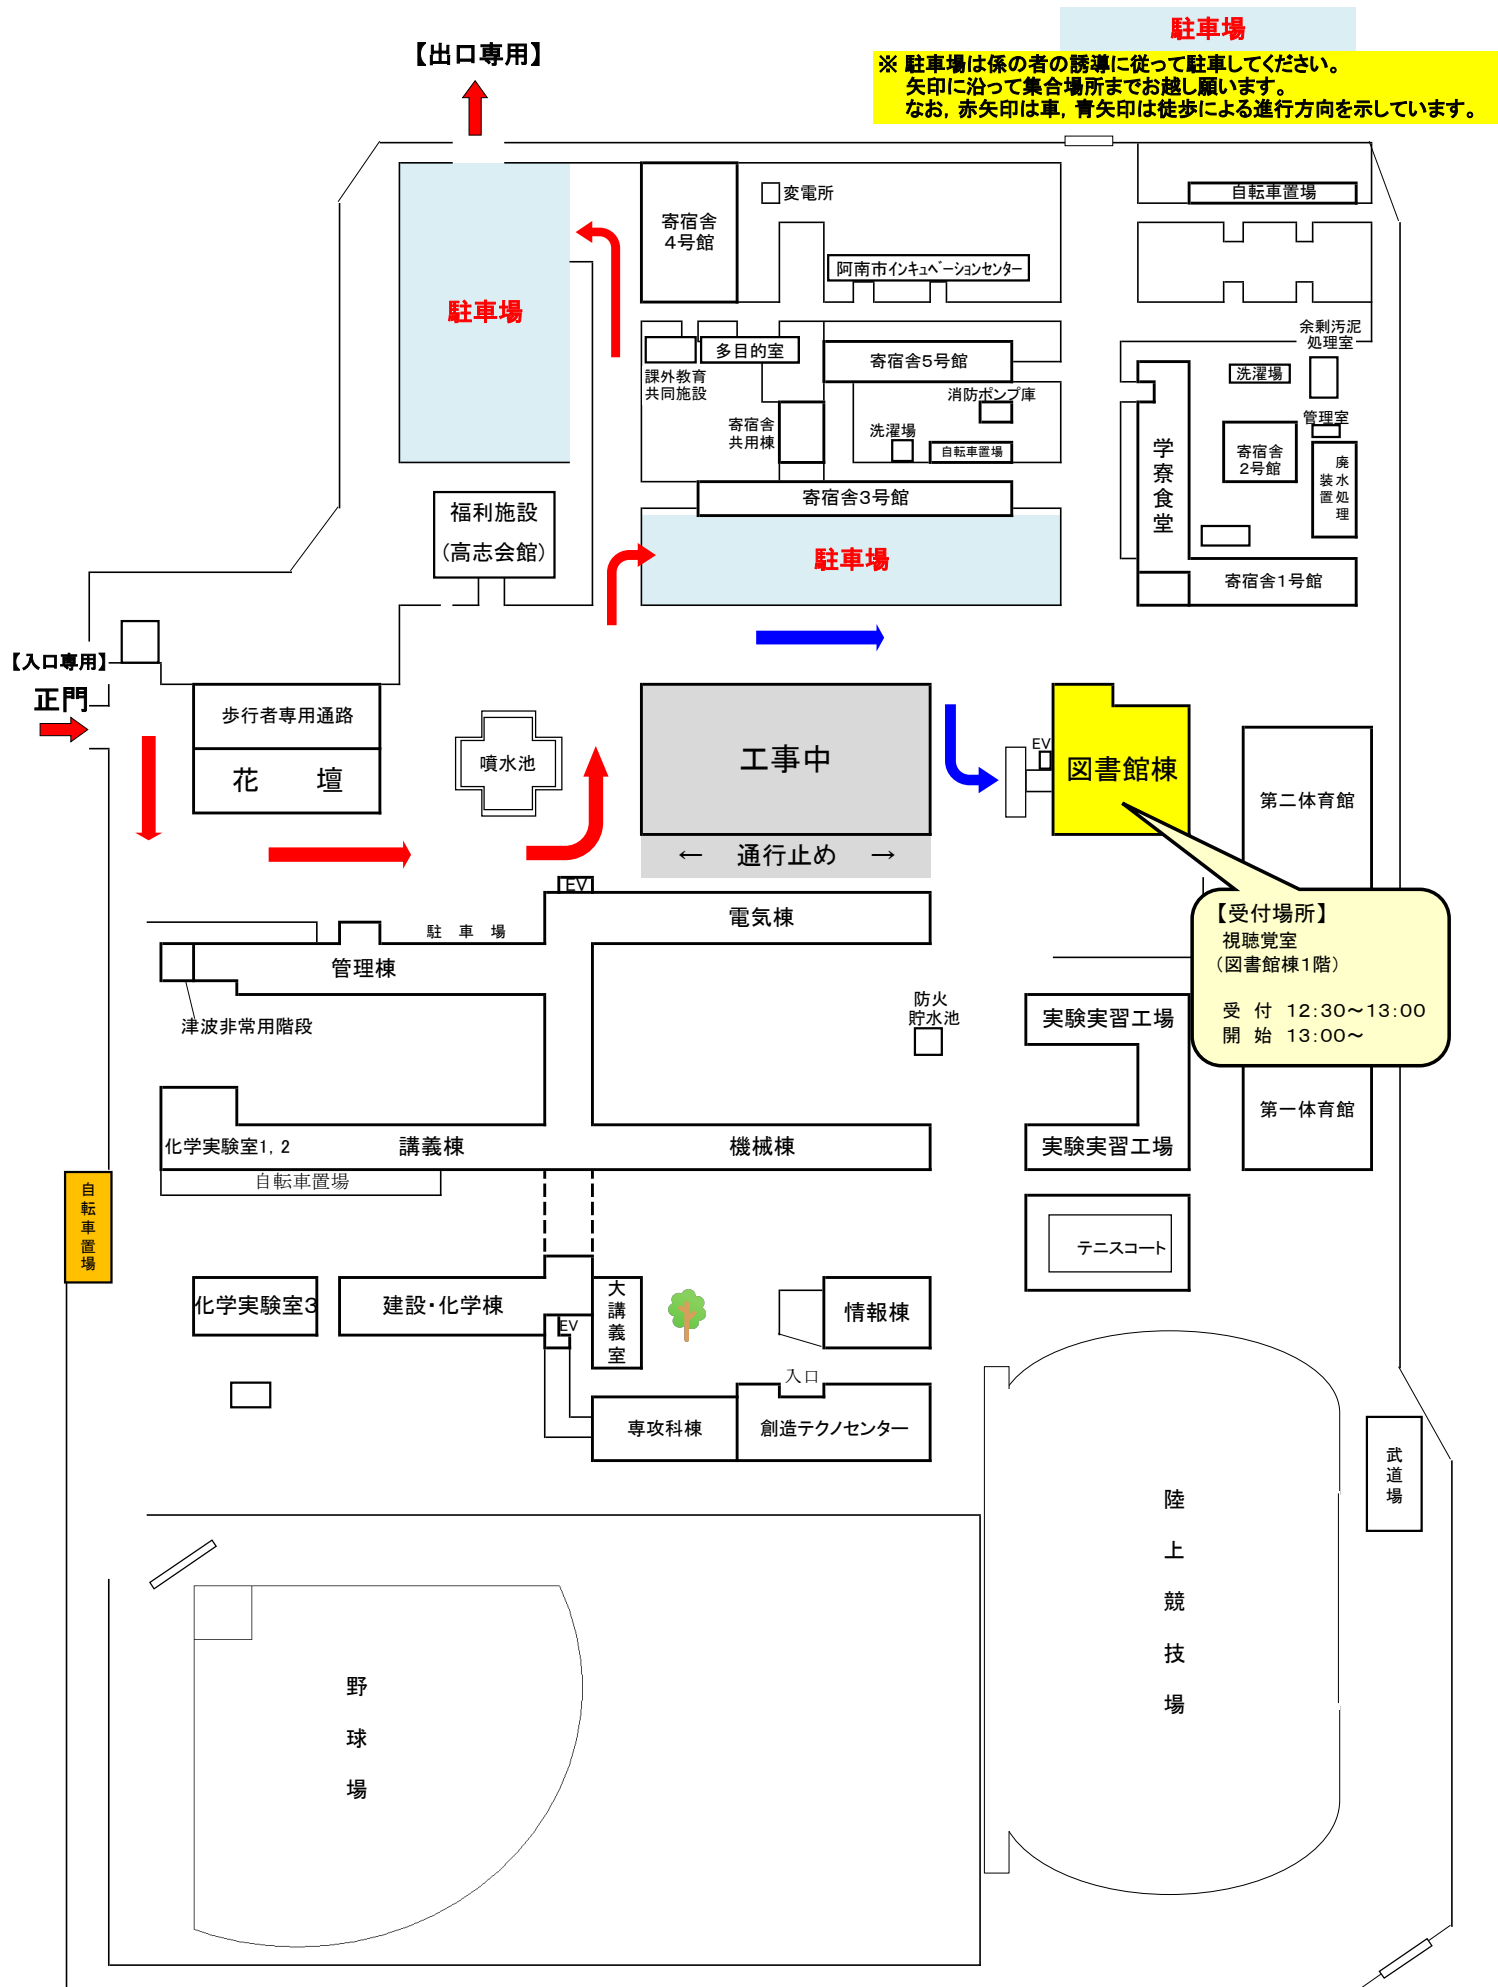 駐車場
【出口専用】
※ 駐車場は係の者の誘導に従って駐車してください。
矢印に沿って集合場所までお越し願います。
なお, 赤矢印は車, 青矢印は徒歩による進行方向を示しています。
変電所
自転車置場
寄宿舎
4号館
阿南市インキュベーションセンター
駐車場
余剰汚泥
処理室
多目的室
寄宿舎5号館
課外教育
共同施設
洗濯場
消防ポンプ庫
管理室
寄宿舎
共用棟
洗濯場
自転車置場
学寮食堂
寄宿舎
2号館
廃水処理
装置
寄宿舎3号館
福利施設
(高志会館)
駐車場
寄宿舎1号館
【入口専用】
正門
歩行者専用通路
花 壇
噴水池
工事中
EV
図書館棟
第二体育館
← 通行止め →
EV
電気棟
【受付場所】
視聴覚室
(図書館棟1階)
受 付 12:30~13:00
開 始 13:00~
駐 車 場
管理棟
津波非常用階段
防火
貯水池
実験実習工場
第一体育館
化学実験室1, 2
講義棟
機械棟
実験実習工場
自転車置場
自転車置場
テニスコート
化学実験室3
建設・化学棟
EV
大講義室
情報棟
入口
専攻科棟
創造テクノセンター
武道場
陸上競技場
野球場